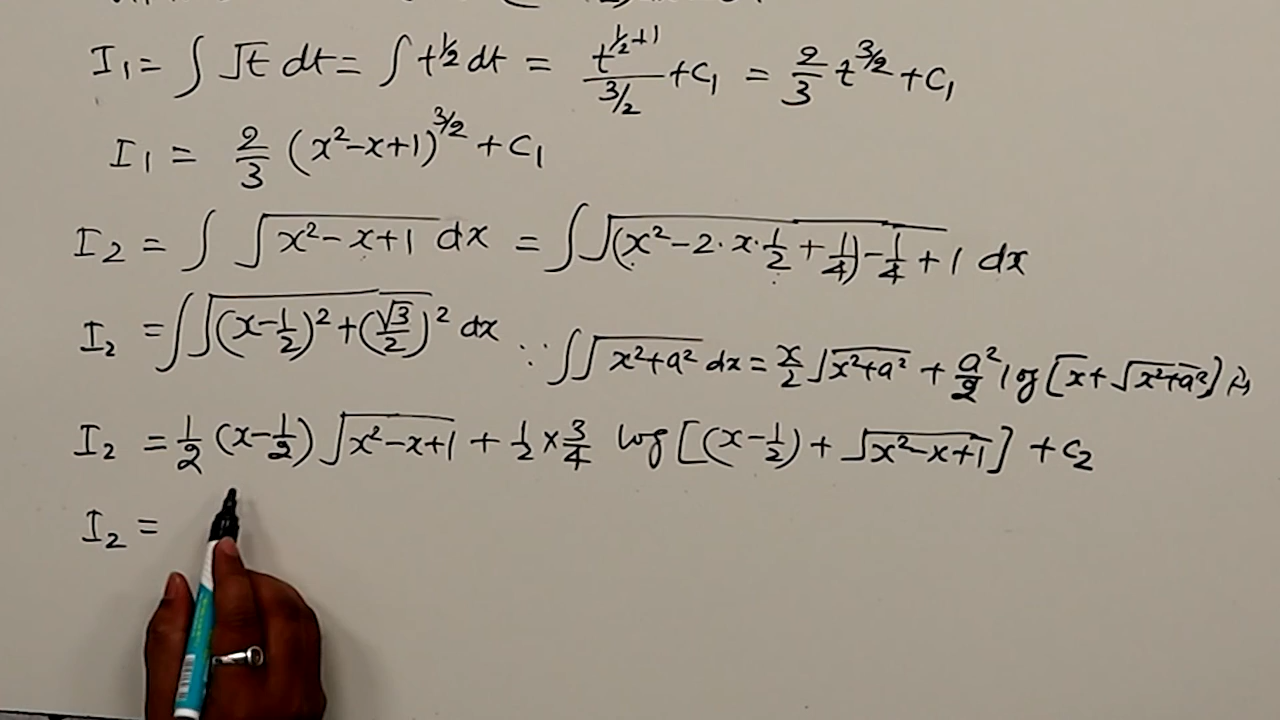 I₁ = ∫ √t dt = ∫ t^½ dt = t^(½+1) / (3/2) + C₁ = 2/3 t^(3/2) + C₁
I₁ = 2/3 (x²-x+1)^(3/2) + C₁
I₂ = ∫ √(x²-x+1) dx = ∫ √((x²-2·x·1/2+1/4)-1/4+1) dx
I₂ = ∫ √((x-1/2)²+(√3/2)²) dx ∵ ∫ √(x²+a²) dx = x/2 √(x²+a²) + a²/2 log[x+√(x²+a²)]
I₂ = 1/2 (x-1/2) √(x²-x+1) + 1/2 × 3/4 log[(x-1/2)+√(x²-x+1)] + C₂
I₂ =